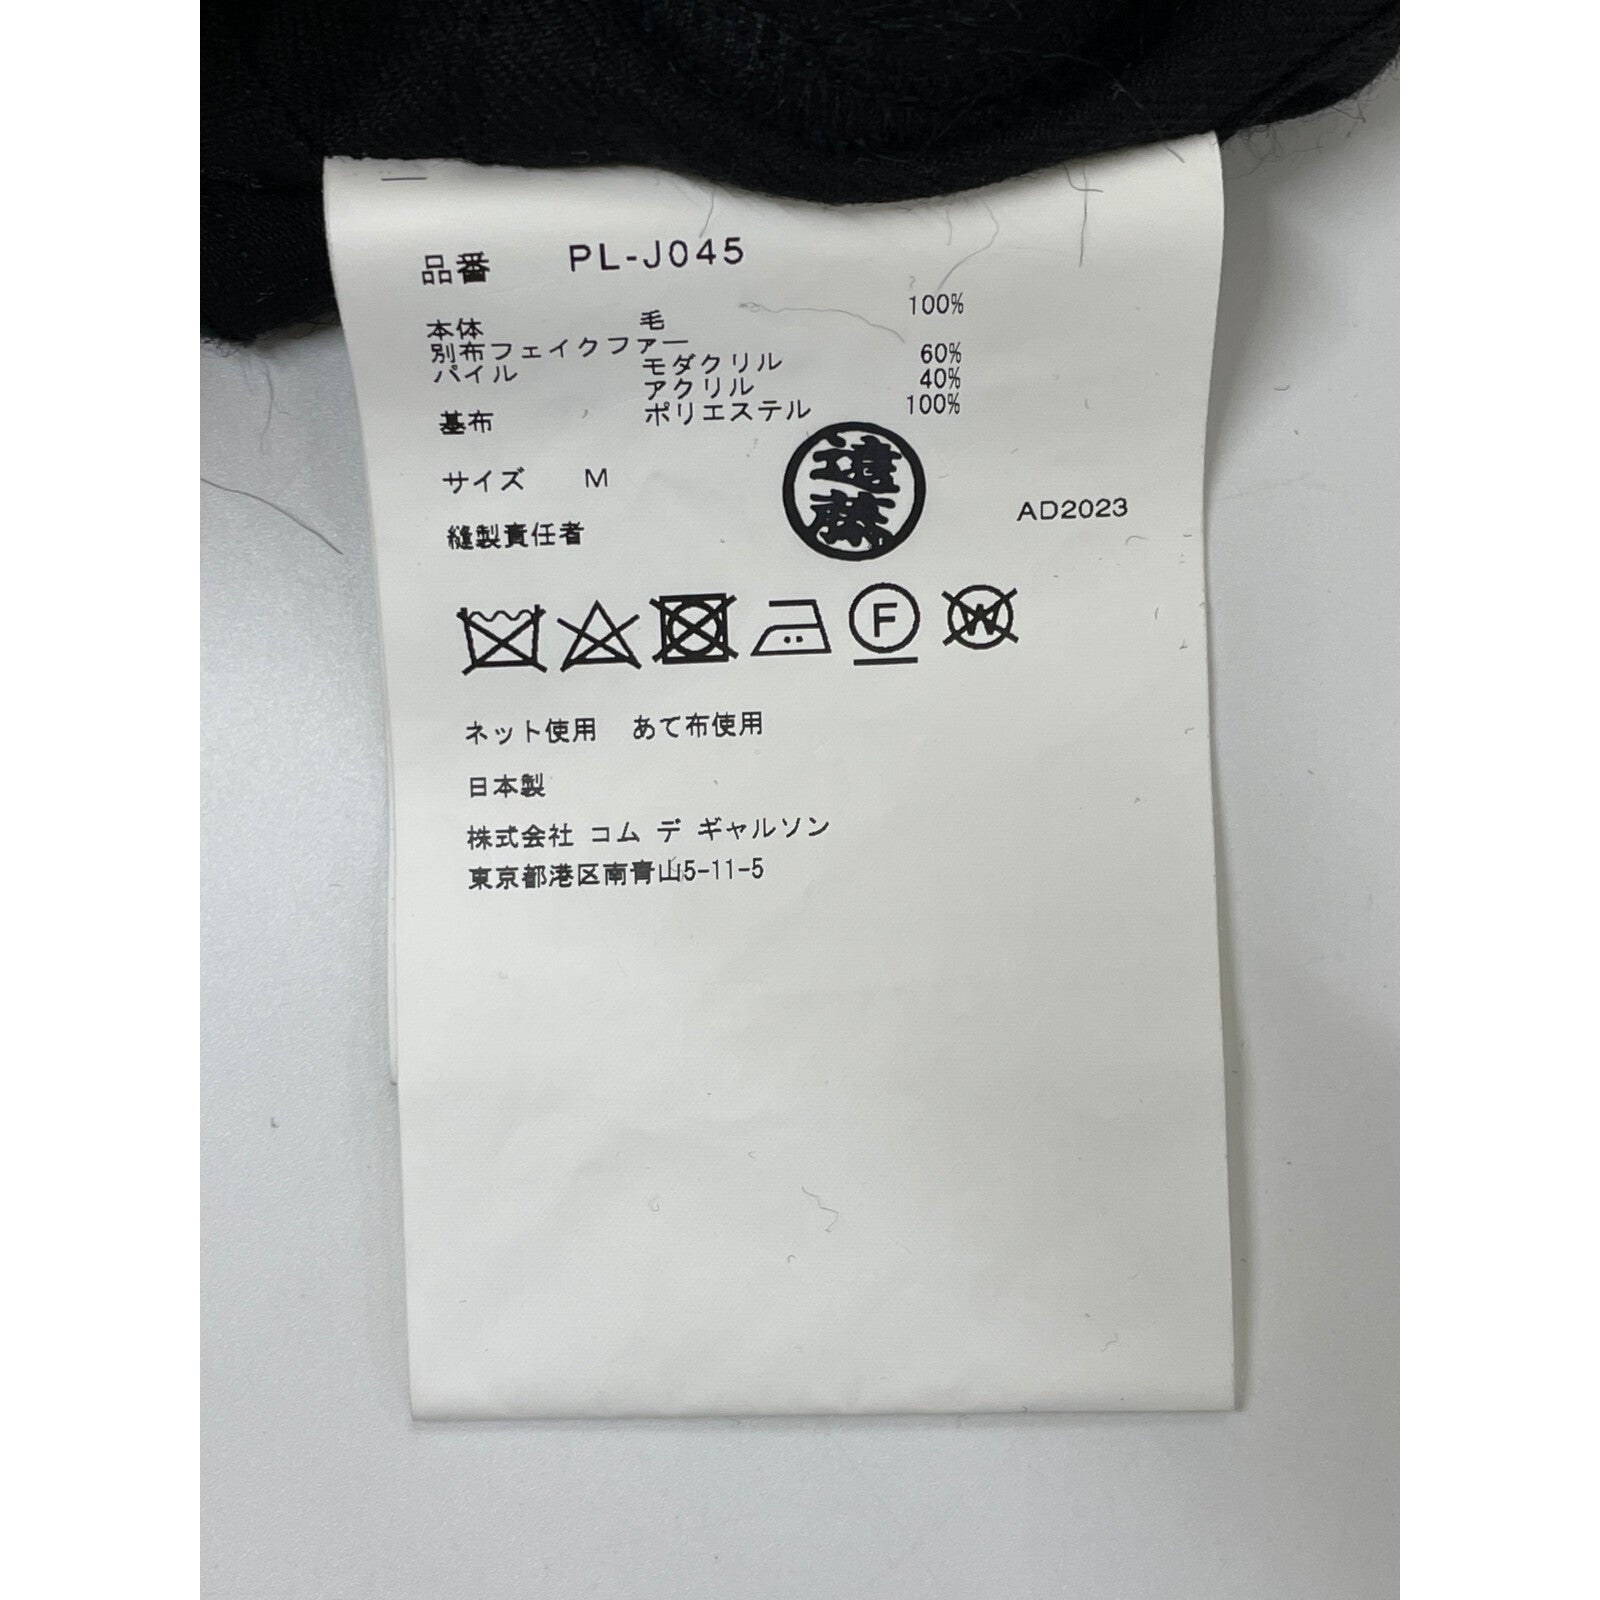 品番 PL-J045
本体 毛 100%
別布フェイクファー
パイル モダクリル 60%
アクリル 40%
基布 ポリエステル 100%
サイズ M
遠藤
AD2023
縫製責任者
F W
ネット使用 あて布使用
日本製
株式会社 コム デ ギャルソン
東京都港区南青山5-11-5